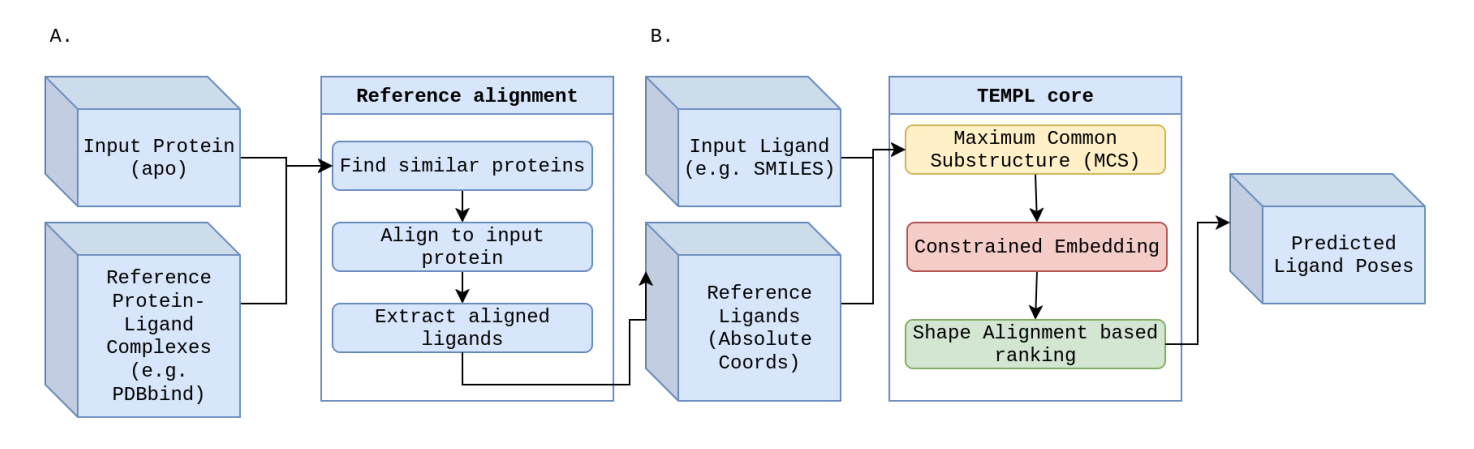 A.
Input Protein
(apo)
Reference
Protein-
Ligand
Complexes
(e.g.
PDBbind)
Reference alignment
Find similar proteins
Align to input
protein
Extract aligned
ligands
B.
Input Ligand
(e.g. SMILES)
Reference
Ligands
(Absolute
Coords)
TEMPL core
Maximum Common
Substructure (MCS)
Constrained Embedding
Shape Alignment based
ranking
Predicted
Ligand Poses